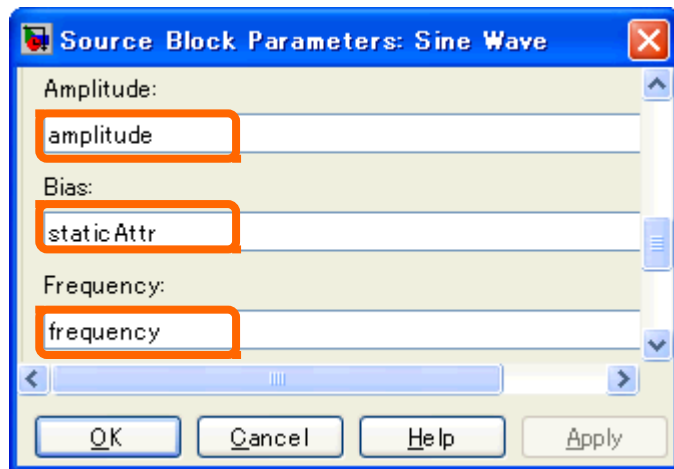 Source Block Parameters: Sine Wave
Amplitude:
amplitude
Bias:
staticAttr
Frequency:
frequency
OK Cancel Help Apply